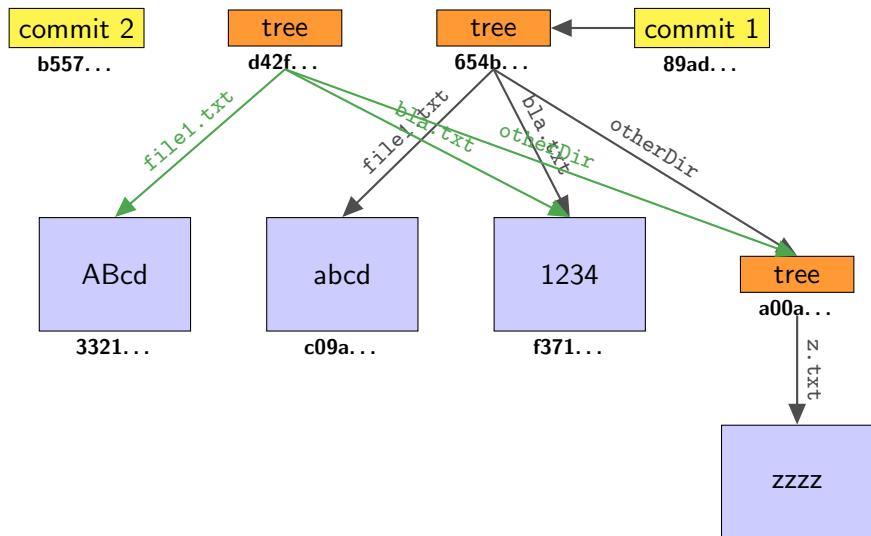 commit 2
tree
tree
commit 1
b557...
d42f...
654b...
89ad...
file1.txt
bla.txt
otherDir
file1.txt
bla.txt
otherDir
ABcd
abcd
1234
tree
3321...
c09a...
f371...
a00a...
z.txt
zzzz